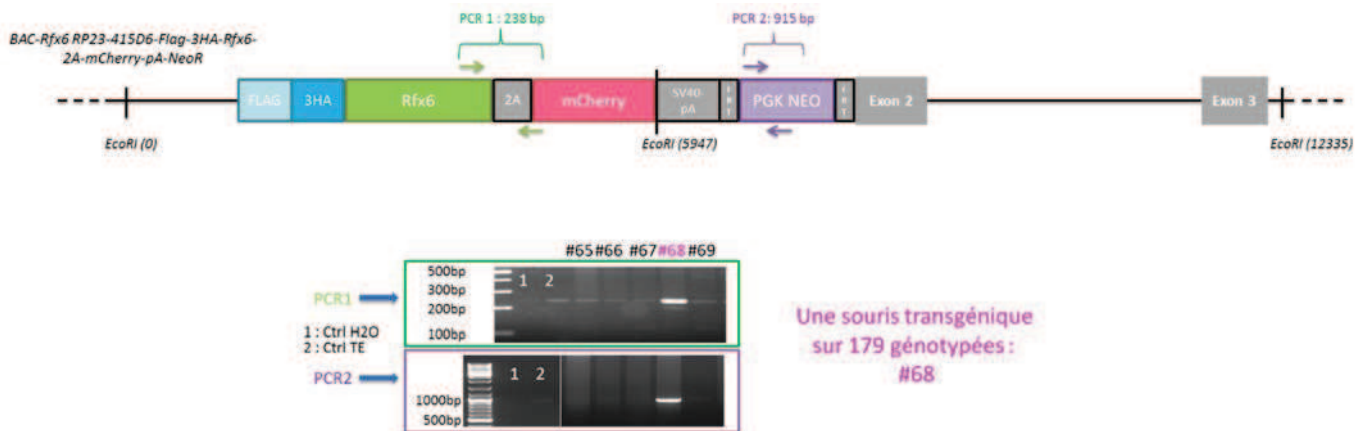 PCR 1 : 238 bp
PCR 2: 915 bp
BAC-Rfx6 RP23-415D6-Flag-3HA-Rfx6-
2A-mCherry-pA-NeoR
FLAG
3HA
Rfx6
2A
mCherry
SV40-
pA
FRT
PGK NEO
FRT
Exon 2
Exon 3
EcoRI (0)
EcoRI (5947)
EcoRI (12335)
#65 #66 #67 #68 #69
500bp
300bp
200bp
100bp
1 2
PCR1
1 : Ctrl H2O
2 : Ctrl TE
PCR2
1 2
1000bp
500bp
Une souris transgénique
sur 179 génotypées :
#68